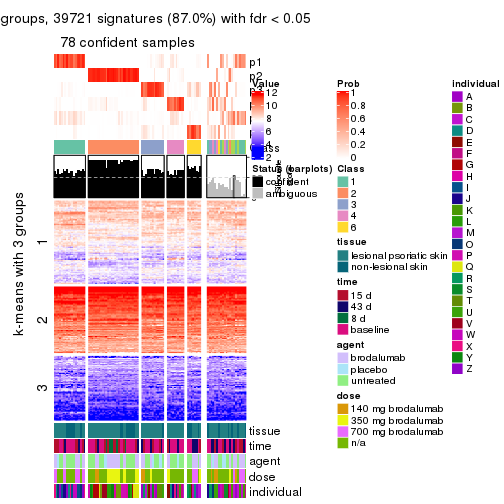 groups, 39721 signatures (87.0%) with fdr < 0.05
78 confident samples
p1
p2
k-means with 3 groups
1
2
3
tissue
time
agent
dose
individual
Value
12
10
8
6
4
2
Status (barplots)
confident
ambiguous
Prob
1
0.8
0.6
0.4
0.2
0
Class
1
2
3
4
6
tissue
lesional psoriatic skin
non-lesional skin
time
15 d
43 d
8 d
baseline
agent
brodalumab
placebo
untreated
dose
140 mg brodalumab
350 mg brodalumab
700 mg brodalumab
n/a
individual
A
B
C
D
E
F
G
H
I
J
K
L
M
O
P
Q
R
S
T
U
V
W
X
Y
Z